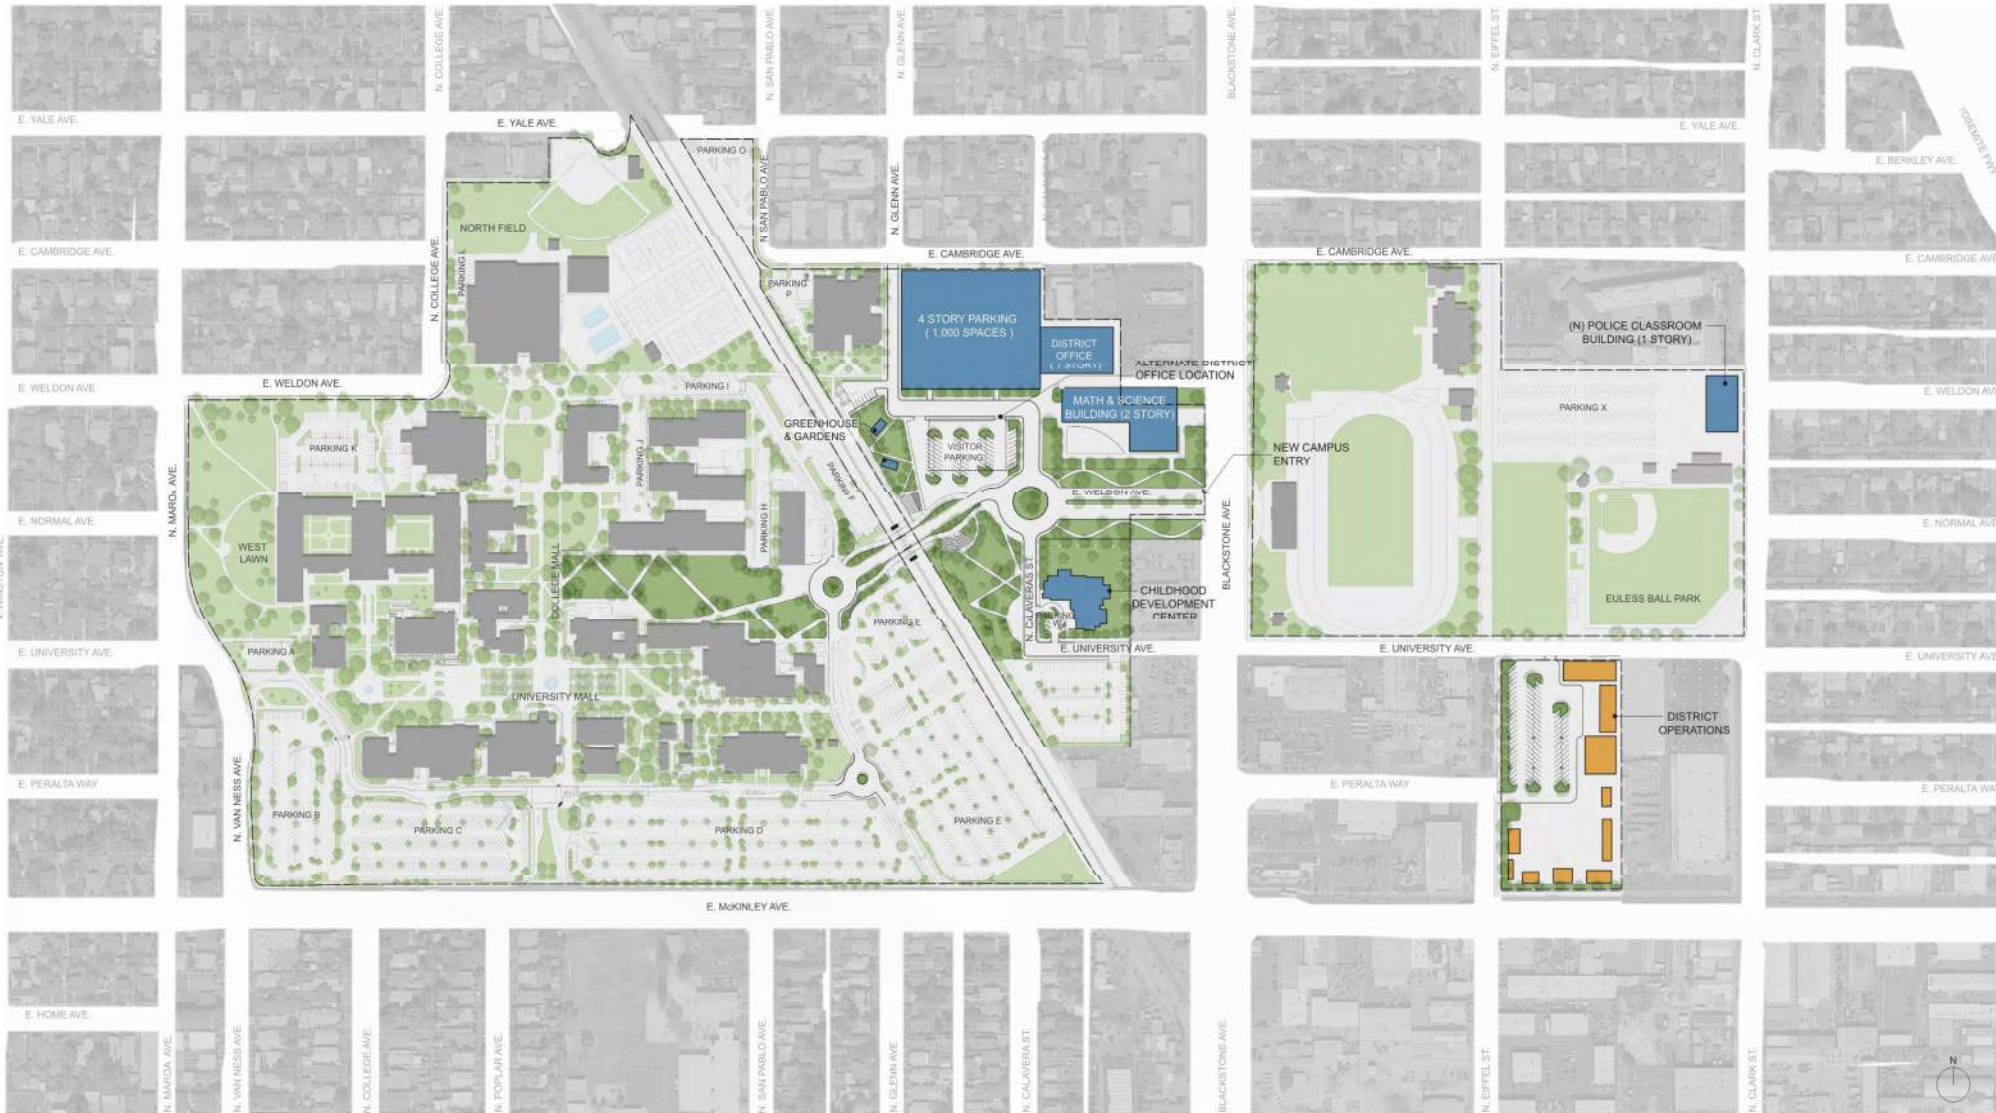 N. COLLEGE AVE.
N. SAN PABLO AVE.
N. GLENN AVE.
BLACKSTONE AVE.
N. EIFFEL ST.
N. CLARK ST.
YOSEMITE FWY
E. YALE AVE.
E. YALE AVE.
E. YALE AVE.
E. BERKLEY AVE.
PARKING O
N SAN PABLO AVE.
N. GLENN AVE.
NORTH FIELD
E. CAMBRIDGE AVE.
E. CAMBRIDGE AVE.
E. CAMBRIDGE AVE.
E. CAMBRIDGE AVE
N. COLLEGE AVE.
PARKING L
PARKING
P
4 STORY PARKING
( 1,000 SPACES )
DISTRICT
OFFICE
( 1 STORY)
(N) POLICE CLASSROOM
BUILDING (1 STORY)
ALTERNATE DISTRICT
OFFICE LOCATION
E. WELDON AVE.
E. WELDON AVE.
PARKING I
E. WELDON AVE
MATH & SCIENCE
BUILDING (2 STORY)
PARKING X
GREENHOUSE
& GARDENS
PARKING K
PARKING J
VISITOR
PARKING
NEW CAMPUS
ENTRY
PARKING F
E. WELDON AVE.
N. MAROA AVE.
E. NORMAL AVE.
E. NORMAL AVE
PARKING H
WEST
LAWN
COLLEGE MALL
N. CALAVERAS ST.
BLACKSTONE AVE.
CHILDHOOD
DEVELOPMENT
CENTER
EULESS BALL PARK
PARKING E
PARKING
W
E. UNIVERSITY AVE.
PARKING A
E. UNIVERSITY AVE.
E. UNIVERSITY AVE.
E. UNIVERSITY AVE
UNIVERSITY MALL
DISTRICT
OPERATIONS
E. PERALTA WAY
E. PERALTA WAY
E. PERALTA WAY
N. VAN NESS AVE.
PARKING B
PARKING C
PARKING D
PARKING E
E. McKINLEY AVE.
E. HOME AVE.
N. MAROA AVE.
N. VAN NESS AVE.
N. COLLEGE AVE.
N. POPLAR AVE.
N. SAN PABLO AVE.
N. GLENN AVE.
N. CALAVERA ST.
BLACKSTONE AVE.
N. EIFFEL ST.
N. CLARK ST.
N